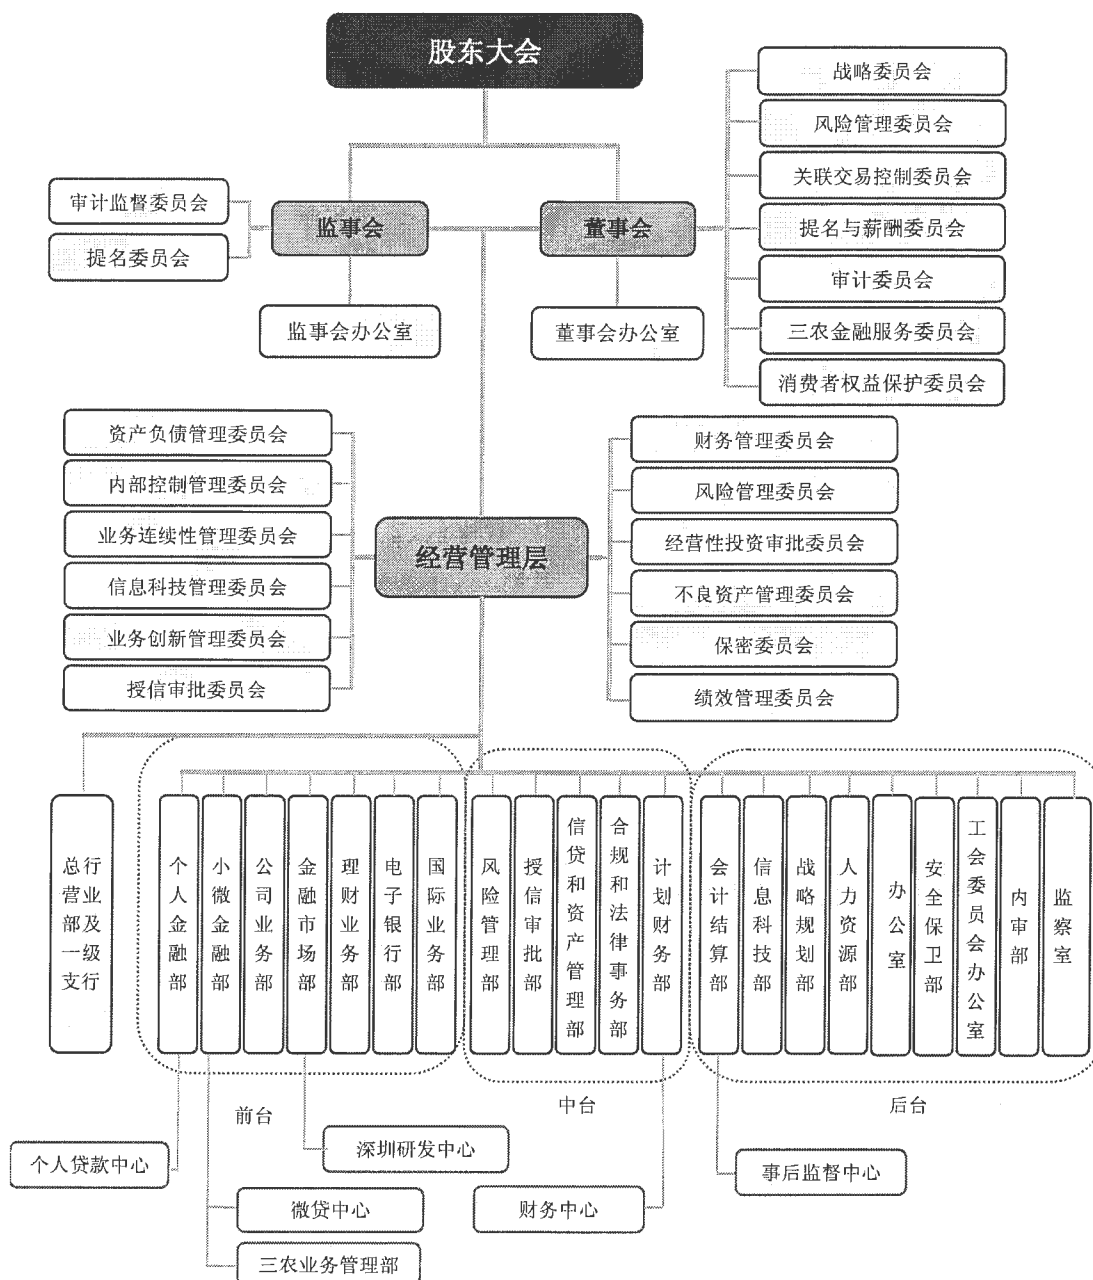 股东大会
战略委员会
风险管理委员会
关联交易控制委员会
提名与薪酬委员会
审计委员会
三农金融服务委员会
消费者权益保护委员会
审计监督委员会
提名委员会
监事会
董事会
监事会办公室
董事会办公室
资产负债管理委员会
内部控制管理委员会
业务连续性管理委员会
信息科技管理委员会
业务创新管理委员会
授信审批委员会
经营管理层
财务管理委员会
风险管理委员会
经营性投资审批委员会
不良资产管理委员会
保密委员会
绩效管理委员会
总行营业部及一级支行
个人金融部
小微金融部
公司业务部
金融市场部
理财业务部
电子银行部
国际业务部
风险管理部
授信审批部
信贷和资产管理部
合规和法律事务部
计划财务部
会计结算部
信息科技部
战略规划部
人力资源部
办公室
安全保卫部
工会委员会办公室
内审部
监察室
前台
中台
后台
个人贷款中心
深圳研发中心
微贷中心
三农业务管理部
财务中心
事后监督中心